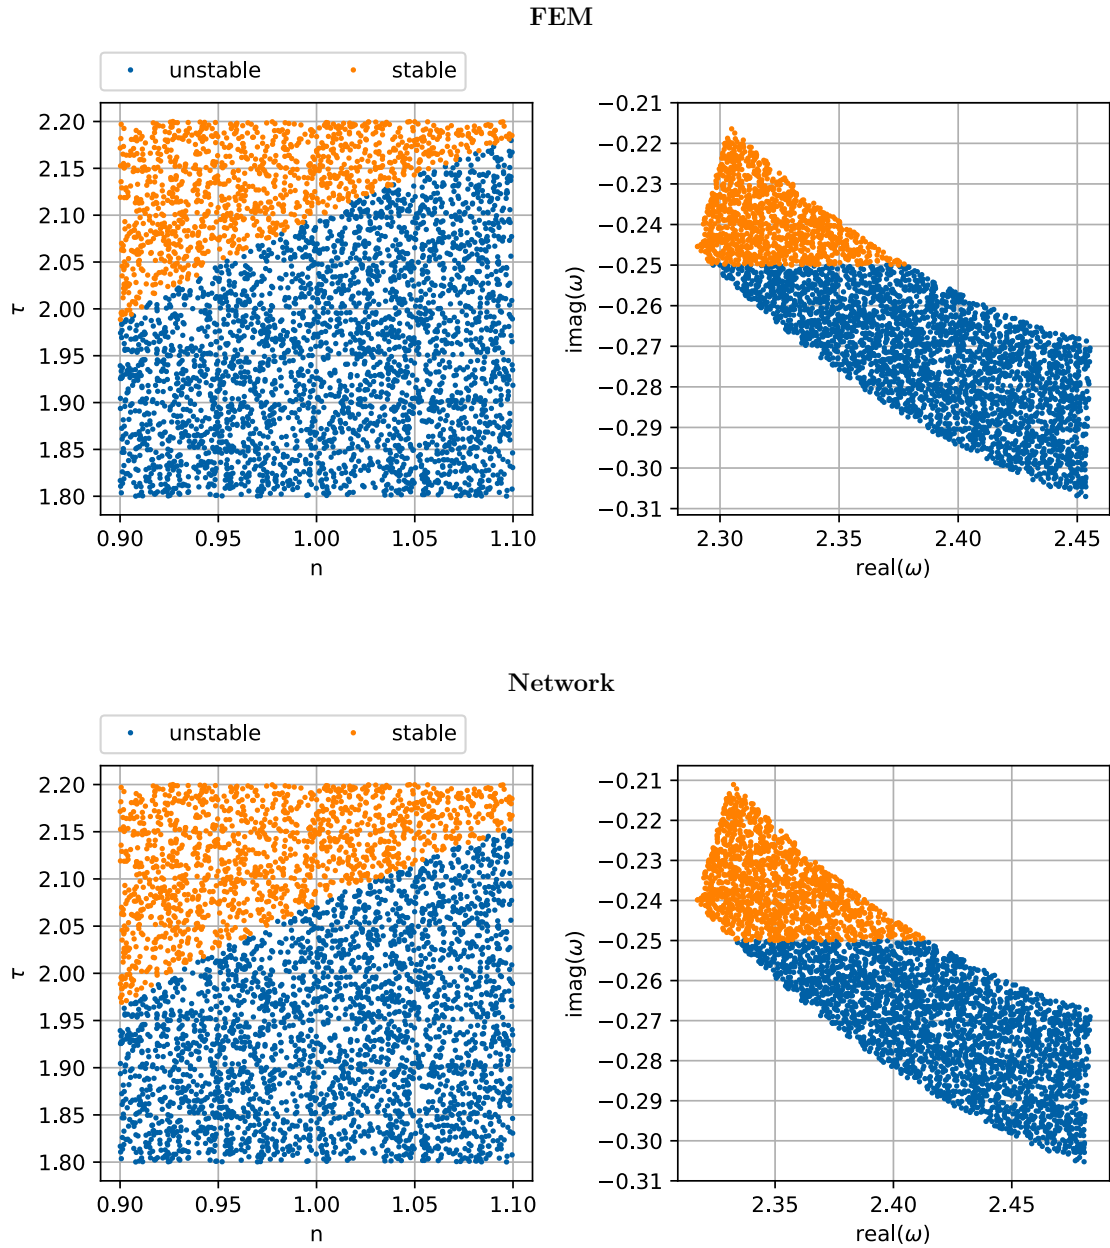 FEM
unstable stable
2.20
2.15
2.10
2.05
2.00
1.95
1.90
1.85
1.80
τ
0.90 0.95 1.00 1.05 1.10
n
−0.21
−0.22
−0.23
−0.24
−0.25
−0.26
−0.27
−0.28
−0.29
−0.30
−0.31
imag(ω)
2.30 2.35 2.40 2.45
real(ω)
Network
unstable stable
2.20
2.15
2.10
2.05
2.00
1.95
1.90
1.85
1.80
τ
0.90 0.95 1.00 1.05 1.10
n
−0.21
−0.22
−0.23
−0.24
−0.25
−0.26
−0.27
−0.28
−0.29
−0.30
−0.31
imag(ω)
2.35 2.40 2.45
real(ω)